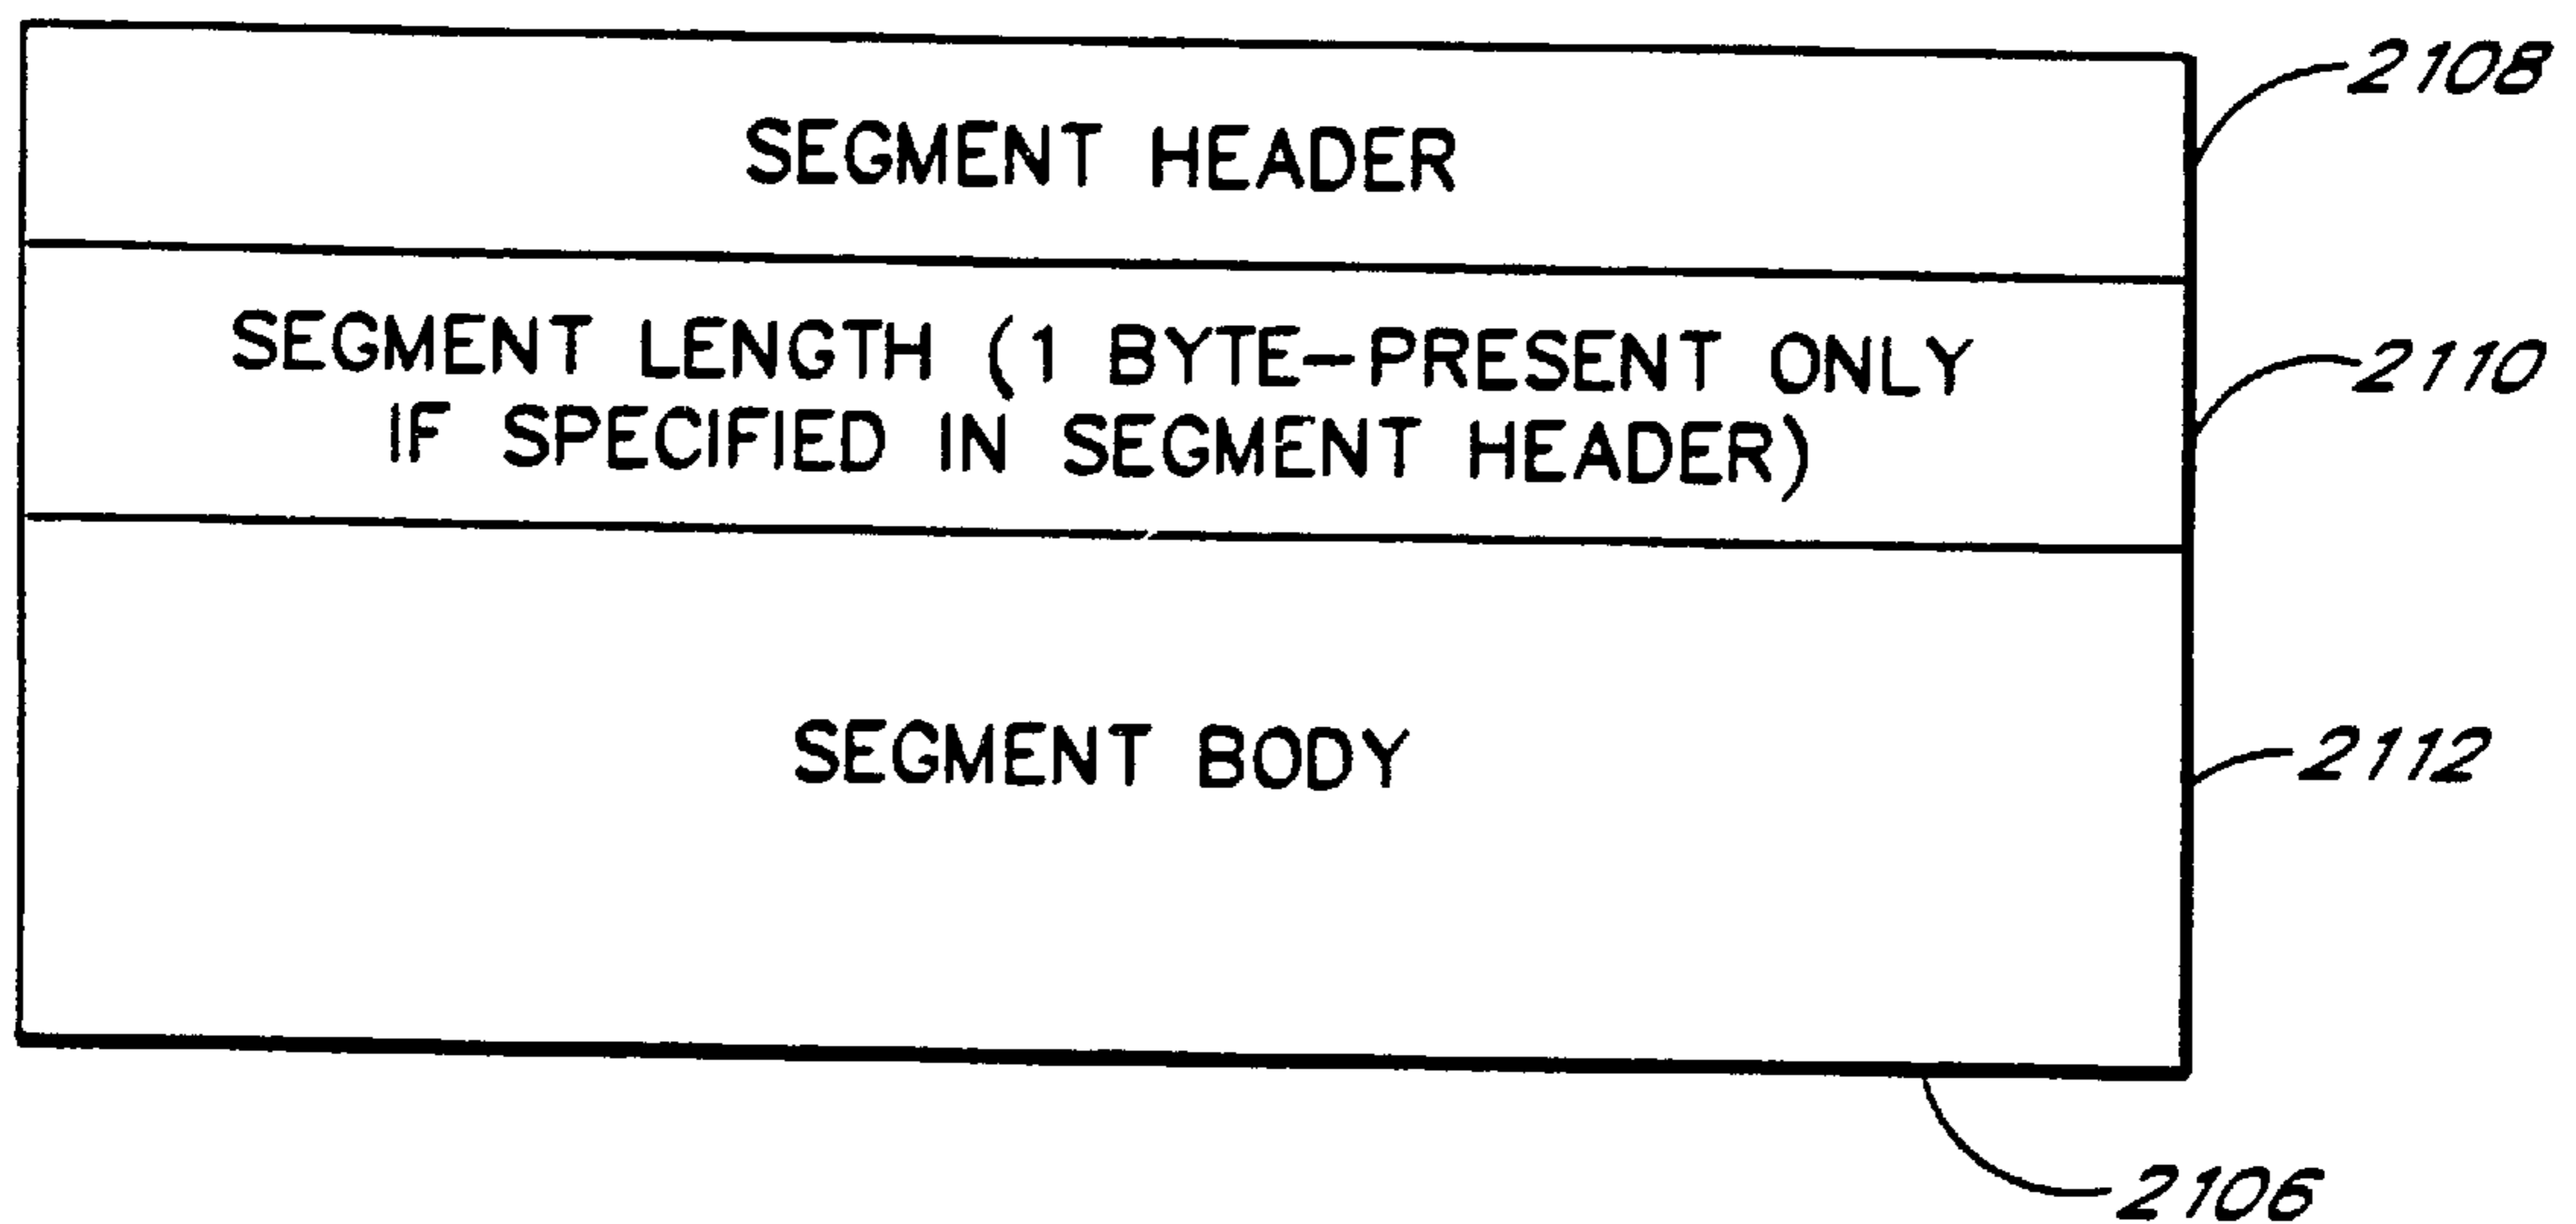 2108
SEGMENT HEADER
SEGMENT LENGTH (1 BYTE-PRESENT ONLY
IF SPECIFIED IN SEGMENT HEADER)
2110
SEGMENT BODY
2112
2106